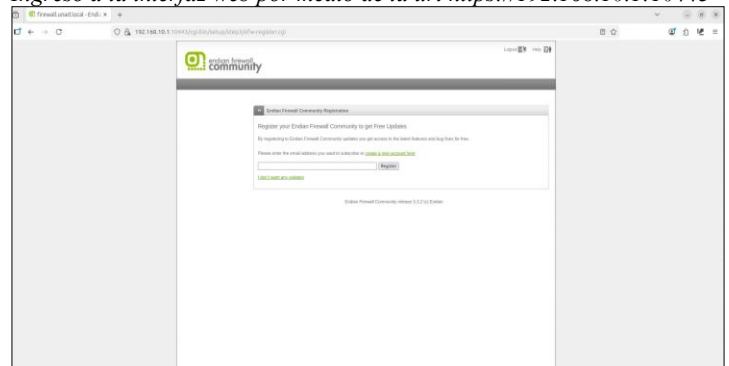 Ingreso a la interfaz web por medio de la url https://192.168.10.1:10443
firewall.unad.local - Endi
192.168.10.1:10443/cgi-bin/setup/step3/efw-register.cgi
endian firewall
community
Logout Help
Endian Firewall Community Registration
Register your Endian Firewall Community to get Free Updates.
By registering to Endian Firewall Community updates you get access to the latest features and bug fixes for free.
Please enter the email address you want to subscribe or create a new account here.
Register
I don't want any updates
Endian Firewall Community release 3.3.2 (c) Endian